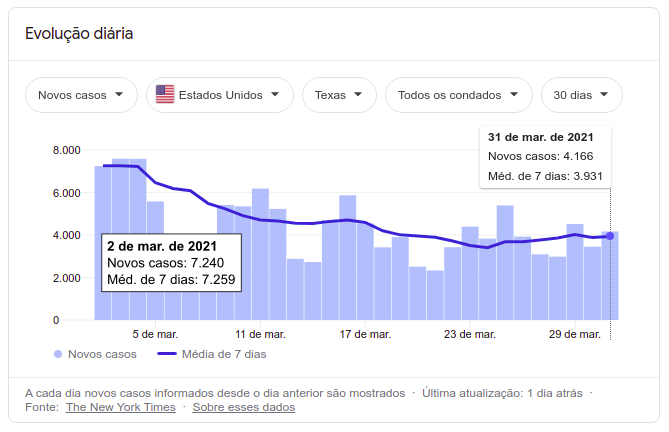 Evolução diária
Novos casos
Estados Unidos
Texas
Todos os condados
30 dias
31 de mar. de 2021
Novos casos: 4.166
Méd. de 7 dias: 3.931
8.000
6.000
4.000
2.000
0
2 de mar. de 2021
Novos casos: 7.240
Méd. de 7 dias: 7.259
5 de mar.
11 de mar.
17 de mar.
23 de mar.
29 de mar.
Novos casos
Média de 7 dias
A cada dia novos casos informados desde o dia anterior são mostrados · Última atualização: 1 dia atrás ·
Fonte: The New York Times · Sobre esses dados